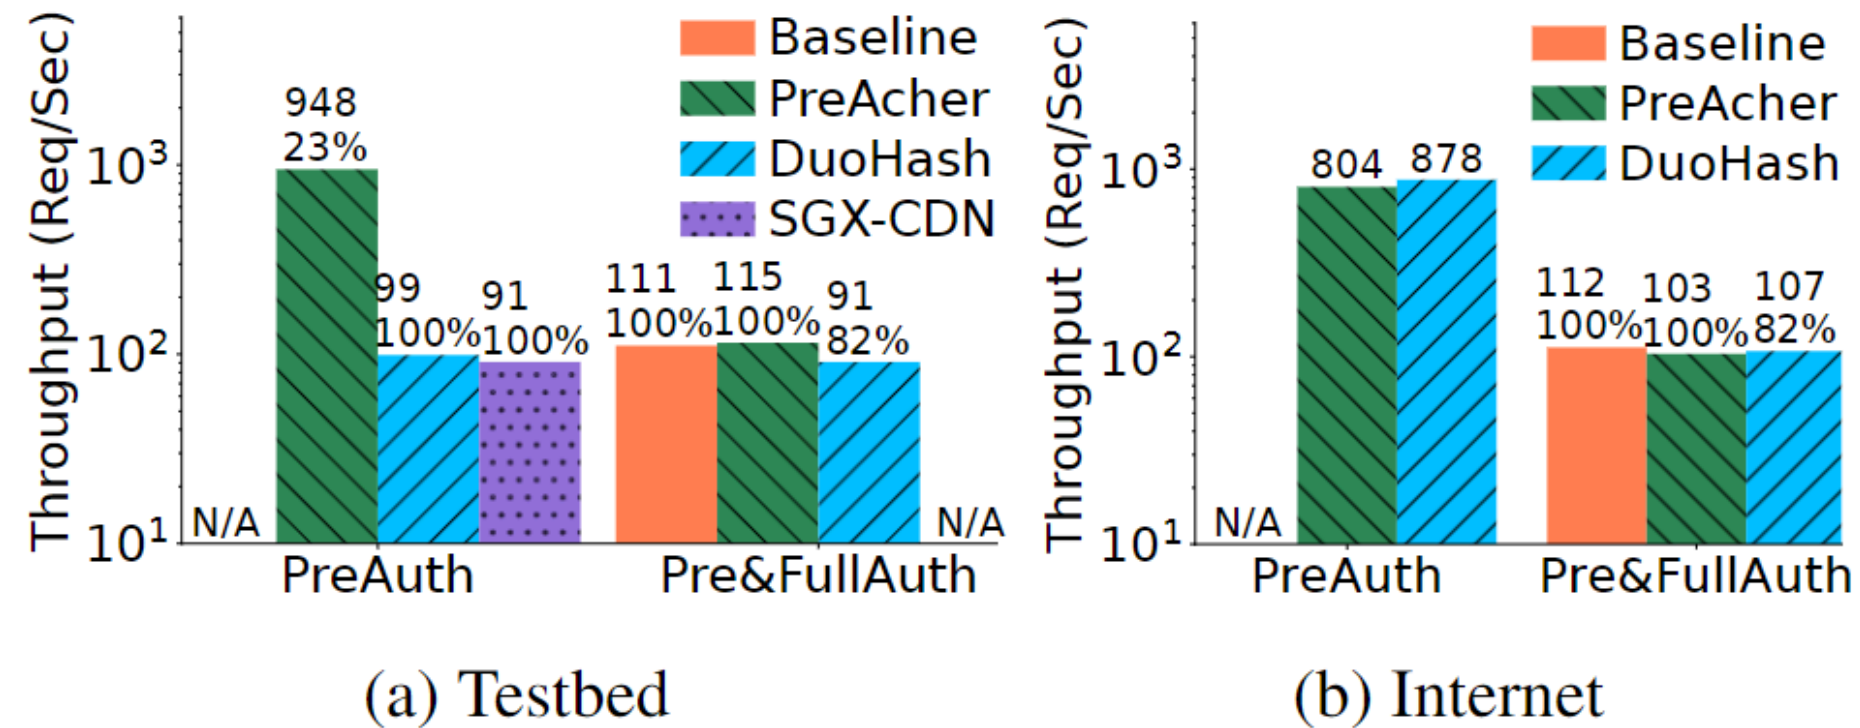 Throughput (Req/Sec)
10³
10²
10¹
Baseline
PreAcher
DuoHash
SGX-CDN
N/A
948
23%
99
100%
91
100%
111
100%
115
100%
91
82%
N/A
PreAuth
Pre&FullAuth
(a) Testbed
Throughput (Req/Sec)
10³
10²
10¹
Baseline
PreAcher
DuoHash
N/A
804
878
112
100%
103
100%
107
82%
PreAuth
Pre&FullAuth
(b) Internet